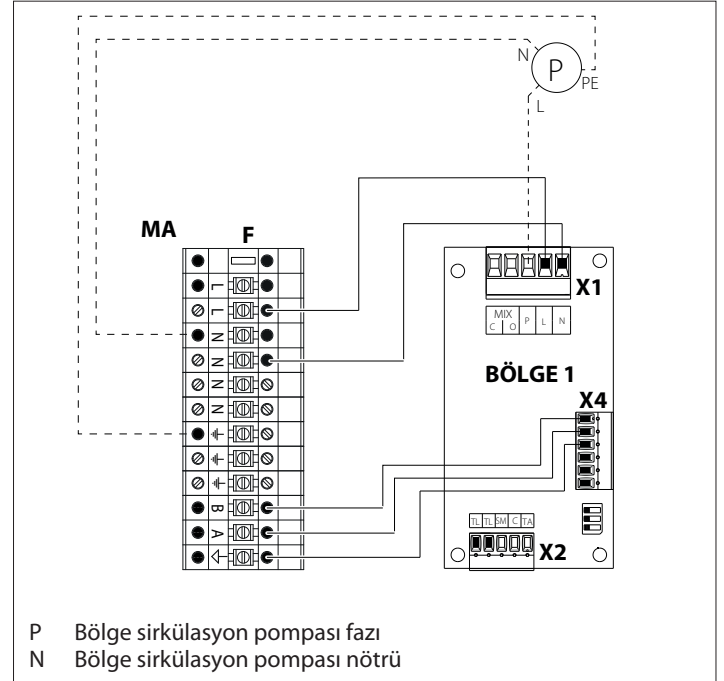 N
P
PE
L
MA
F
L
L
N
N
N
N
B
A
X1
MIX
C O P L N
BÖLGE 1
X4
TL TL SM C TA
X2
P Bölge sirkülasyon pompası fazı
N Bölge sirkülasyon pompası nötrü